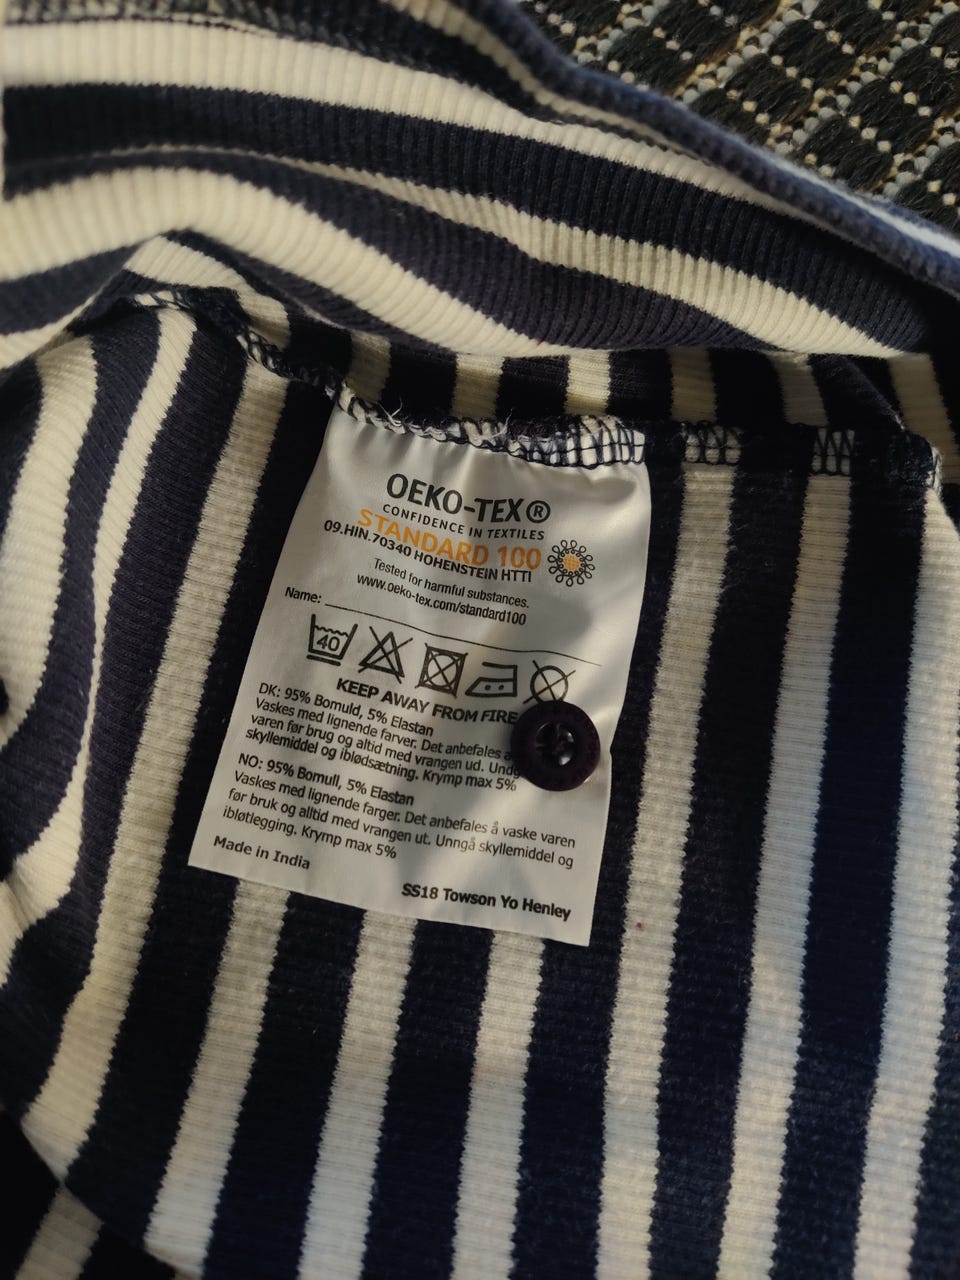 OEKO-TEX®
CONFIDENCE IN TEXTILES
STANDARD 100
09.HIN.70340 HOHENSTEIN HTTI
Tested for harmful substances.
www.oeko-tex.com/standard100
Name:
40
KEEP AWAY FROM FIRE
DK: 95% Bomuld, 5% Elastan
Vaskes med lignende farver. Det anbefales
varen før brug og altid med vrangen ud.
skyllemiddel og iblødsætning. Krymp max 5%
NO: 95% Bomull, 5% Elastan
Vaskes med lignende farger. Det anbefales å vaske varen
før bruk og alltid med vrangen ut. Unngå skyllemiddel og
ibløtlegging. Krymp max 5%
Made in India
SS18 Towson Yo Henley